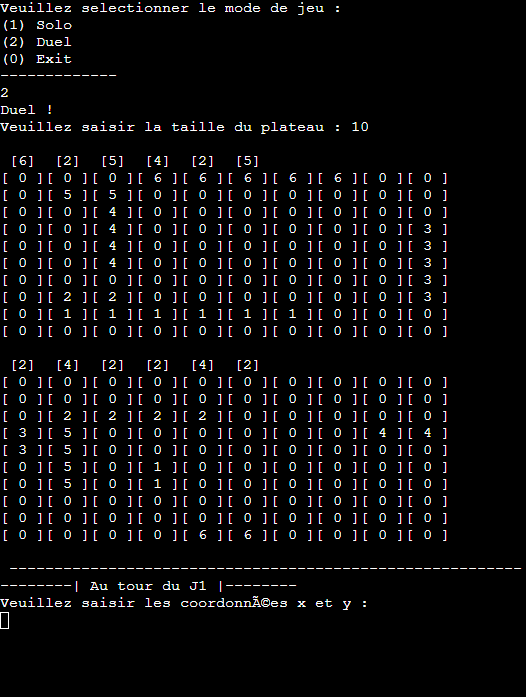 Veuillez selectionner le mode de jeu :
(1) Solo
(2) Duel
(0) Exit
-------------
2
Duel !
Veuillez saisir la taille du plateau : 10
[6] [2] [5] [4] [2] [5]
[ 0 ][ 0 ][ 0 ][ 6 ][ 6 ][ 6 ][ 6 ][ 6 ][ 0 ][ 0 ]
[ 0 ][ 5 ][ 5 ][ 0 ][ 0 ][ 0 ][ 0 ][ 0 ][ 0 ][ 0 ]
[ 0 ][ 0 ][ 4 ][ 0 ][ 0 ][ 0 ][ 0 ][ 0 ][ 0 ][ 0 ]
[ 0 ][ 0 ][ 4 ][ 0 ][ 0 ][ 0 ][ 0 ][ 0 ][ 0 ][ 3 ]
[ 0 ][ 0 ][ 4 ][ 0 ][ 0 ][ 0 ][ 0 ][ 0 ][ 0 ][ 3 ]
[ 0 ][ 0 ][ 4 ][ 0 ][ 0 ][ 0 ][ 0 ][ 0 ][ 0 ][ 3 ]
[ 0 ][ 0 ][ 0 ][ 0 ][ 0 ][ 0 ][ 0 ][ 0 ][ 0 ][ 3 ]
[ 0 ][ 2 ][ 2 ][ 0 ][ 0 ][ 0 ][ 0 ][ 0 ][ 0 ][ 3 ]
[ 0 ][ 1 ][ 1 ][ 1 ][ 1 ][ 1 ][ 1 ][ 0 ][ 0 ][ 0 ]
[ 0 ][ 0 ][ 0 ][ 0 ][ 0 ][ 0 ][ 0 ][ 0 ][ 0 ][ 0 ]
[2] [4] [2] [2] [4] [2]
[ 0 ][ 0 ][ 0 ][ 0 ][ 0 ][ 0 ][ 0 ][ 0 ][ 0 ][ 0 ]
[ 0 ][ 0 ][ 0 ][ 0 ][ 0 ][ 0 ][ 0 ][ 0 ][ 0 ][ 0 ]
[ 0 ][ 2 ][ 2 ][ 2 ][ 2 ][ 0 ][ 0 ][ 0 ][ 0 ][ 0 ]
[ 3 ][ 5 ][ 0 ][ 0 ][ 0 ][ 0 ][ 0 ][ 0 ][ 4 ][ 4 ]
[ 3 ][ 5 ][ 0 ][ 0 ][ 0 ][ 0 ][ 0 ][ 0 ][ 0 ][ 0 ]
[ 0 ][ 5 ][ 0 ][ 1 ][ 0 ][ 0 ][ 0 ][ 0 ][ 0 ][ 0 ]
[ 0 ][ 5 ][ 0 ][ 1 ][ 0 ][ 0 ][ 0 ][ 0 ][ 0 ][ 0 ]
[ 0 ][ 0 ][ 0 ][ 0 ][ 0 ][ 0 ][ 0 ][ 0 ][ 0 ][ 0 ]
[ 0 ][ 0 ][ 0 ][ 0 ][ 0 ][ 0 ][ 0 ][ 0 ][ 0 ][ 0 ]
[ 0 ][ 0 ][ 0 ][ 0 ][ 6 ][ 6 ][ 0 ][ 0 ][ 0 ][ 0 ]
---------------------------------------------------------
--------| Au tour du J1 |--------
Veuillez saisir les coordonnÃ©es x et y :